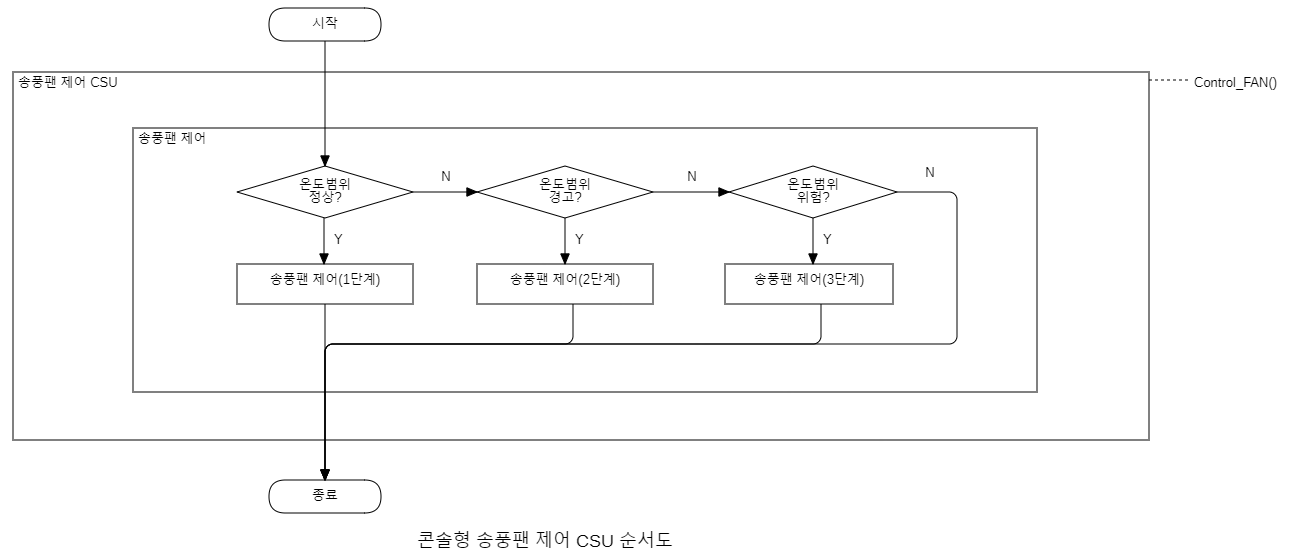 시작
송풍팬 제어 CSU
Control_FAN()
송풍팬 제어
온도범위
정상?
N
온도범위
경고?
N
온도범위
위험?
N
Y
Y
Y
송풍팬 제어(1단계)
송풍팬 제어(2단계)
송풍팬 제어(3단계)
종료
콘솔형 송풍팬 제어 CSU 순서도